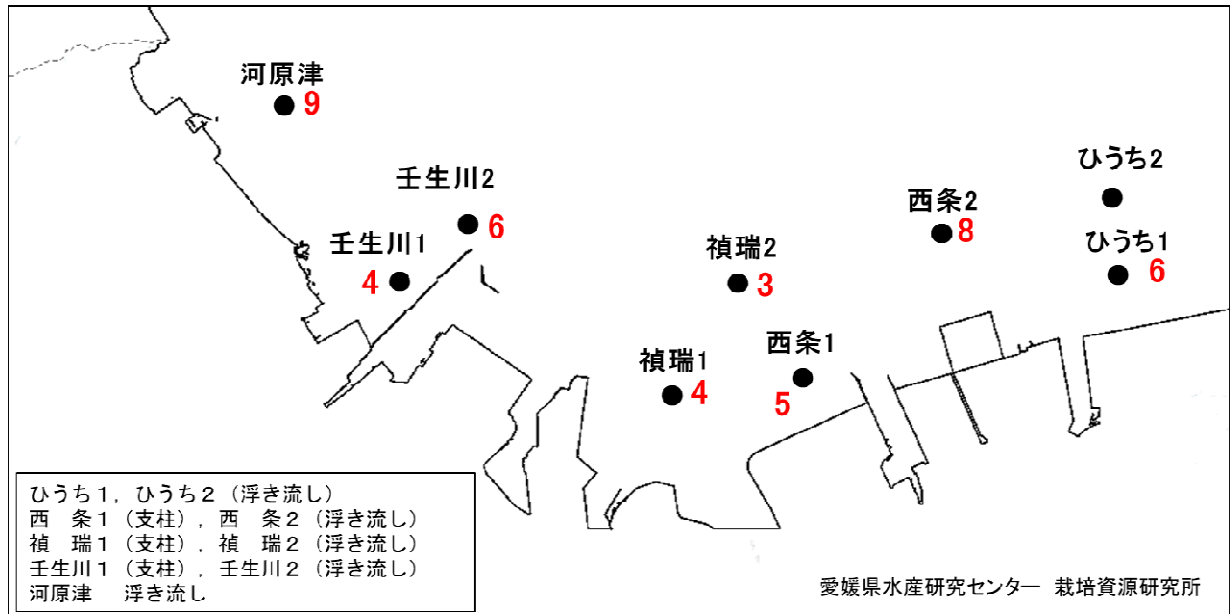 河原津
9
壬生川2
6
壬生川1
4
禎瑞2
3
禎瑞1
4
西条1
5
西条2
8
ひうち2
ひうち1
6
ひうち1，ひうち2（浮き流し）
西　条1（支柱），西　条2（浮き流し）
禎　瑞1（支柱），禎　瑞2（浮き流し）
壬生川1（支柱），壬生川2（浮き流し）
河原津　浮き流し
愛媛県水産研究センター 栽培資源研究所